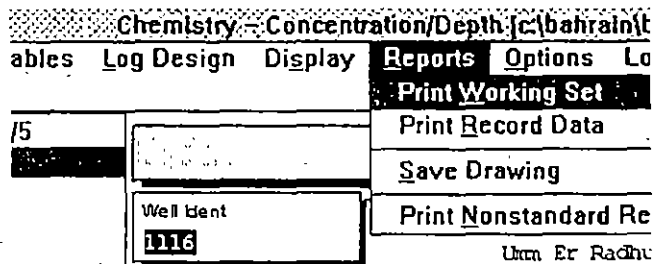 Chemistry – Concentration/Depth [c:\bahrain\b
ables Log Design Display Reports Options Lo
Print Working Set
/5 Print Record Data
Save Drawing
Well Ident Print Nonstandard Re
1116
Umm Er Radhu